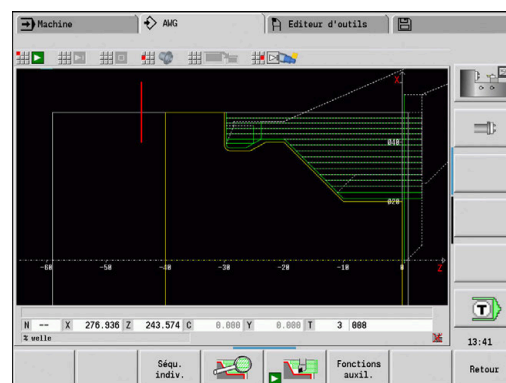 Machine
AWG
Editeur d'outils
X
Ø40
Ø20
-60 -50 -40 -30 -20 -10 0 Z
N -- X 276.936 Z 243.574 C 0.000 Y 0.000 T 3 000
% welle
T
13:41
Séqu. indiv.
Fonctions auxil.
Retour